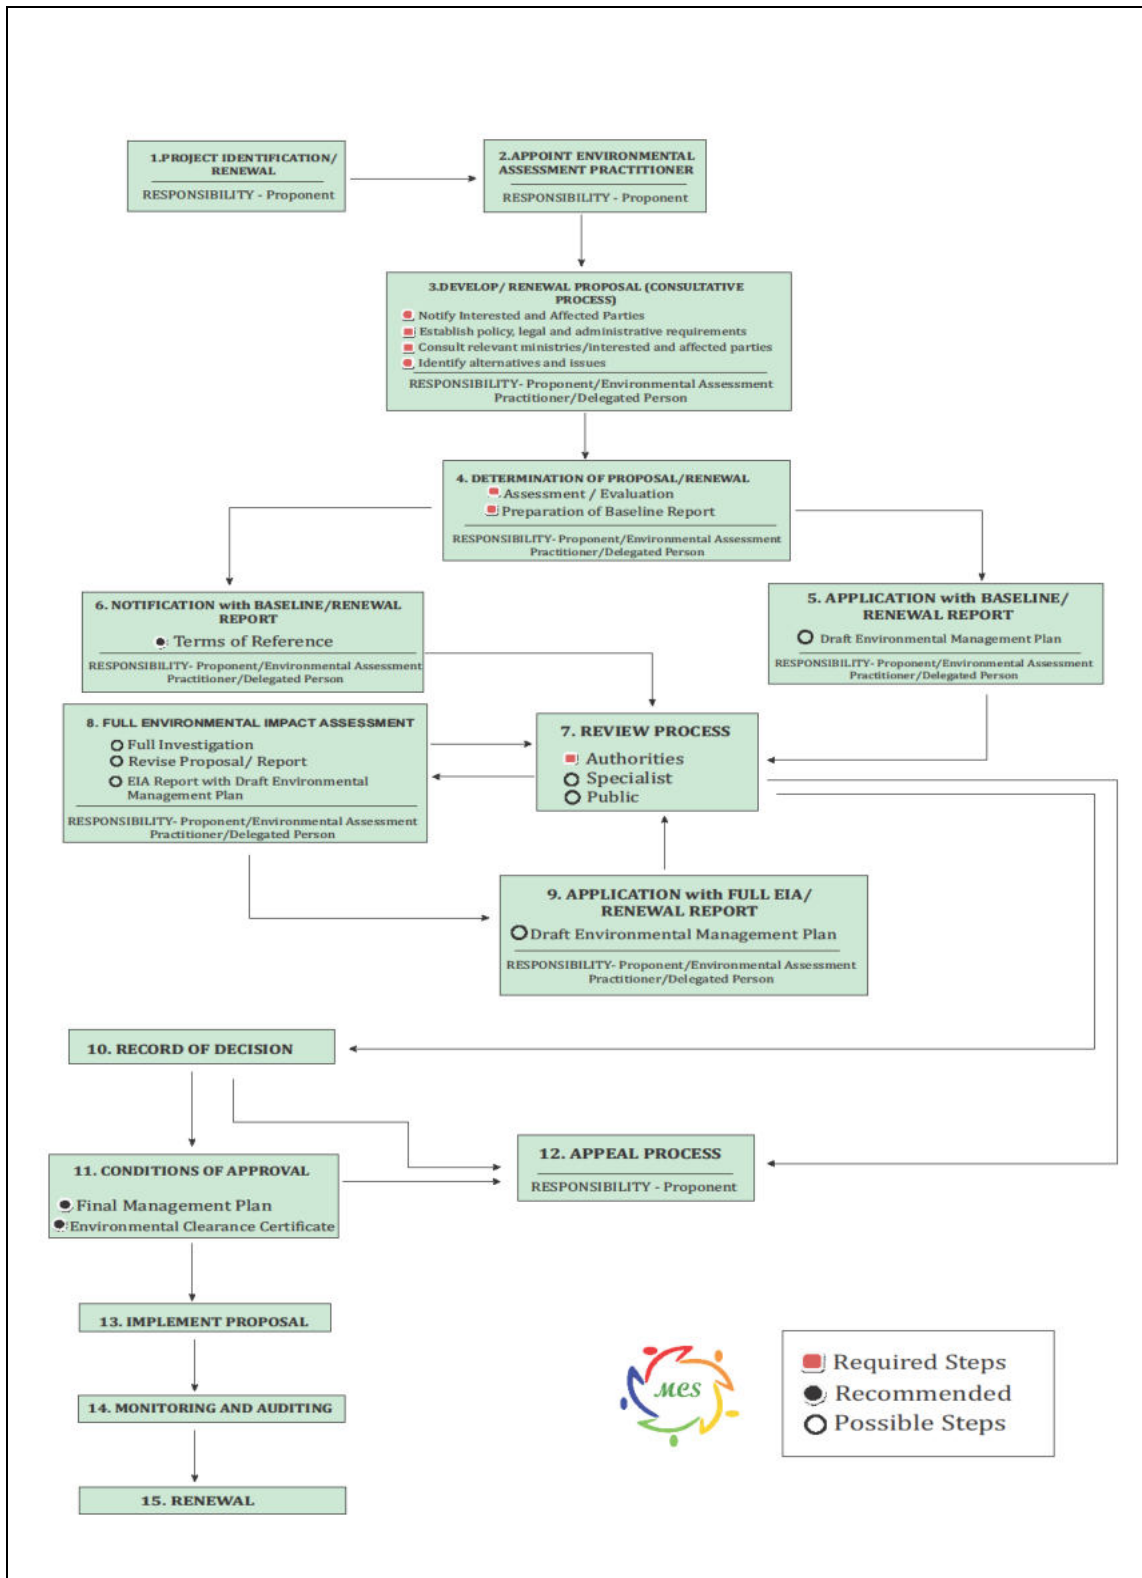 1.PROJECT IDENTIFICATION/
RENEWAL
RESPONSIBILITY - Proponent
2.APPOINT ENVIRONMENTAL
ASSESSMENT PRACTITIONER
RESPONSIBILITY - Proponent
3.DEVELOP/ RENEWAL PROPOSAL (CONSULTATIVE
PROCESS)
Notify Interested and Affected Parties
Establish policy, legal and administrative requirements
Consult relevant ministries/interested and affected parties
Identify alternatives and issues
RESPONSIBILITY- Proponent/Environmental Assessment
Practitioner/Delegated Person
4. DETERMINATION OF PROPOSAL/RENEWAL
Assessment / Evaluation
Preparation of Baseline Report
RESPONSIBILITY- Proponent/Environmental Assessment
Practitioner/Delegated Person
6. NOTIFICATION with BASELINE/RENEWAL
REPORT
Terms of Reference
RESPONSIBILITY- Proponent/Environmental Assessment
Practitioner/Delegated Person
5. APPLICATION with BASELINE/
RENEWAL REPORT
Draft Environmental Management Plan
RESPONSIBILITY- Proponent/Environmental Assessment
Practitioner/Delegated Person
8. FULL ENVIRONMENTAL IMPACT ASSESSMENT
Full Investigation
Revise Proposal/ Report
EIA Report with Draft Environmental
Management Plan
RESPONSIBILITY- Proponent/Environmental Assessment
Practitioner/Delegated Person
7. REVIEW PROCESS
Authorities
Specialist
Public
9. APPLICATION with FULL EIA/
RENEWAL REPORT
Draft Environmental Management Plan
RESPONSIBILITY- Proponent/Environmental Assessment
Practitioner/Delegated Person
10. RECORD OF DECISION
11. CONDITIONS OF APPROVAL
Final Management Plan
Environmental Clearance Certificate
12. APPEAL PROCESS
RESPONSIBILITY - Proponent
13. IMPLEMENT PROPOSAL
14. MONITORING AND AUDITING
15. RENEWAL
MES
Required Steps
Recommended
Possible Steps